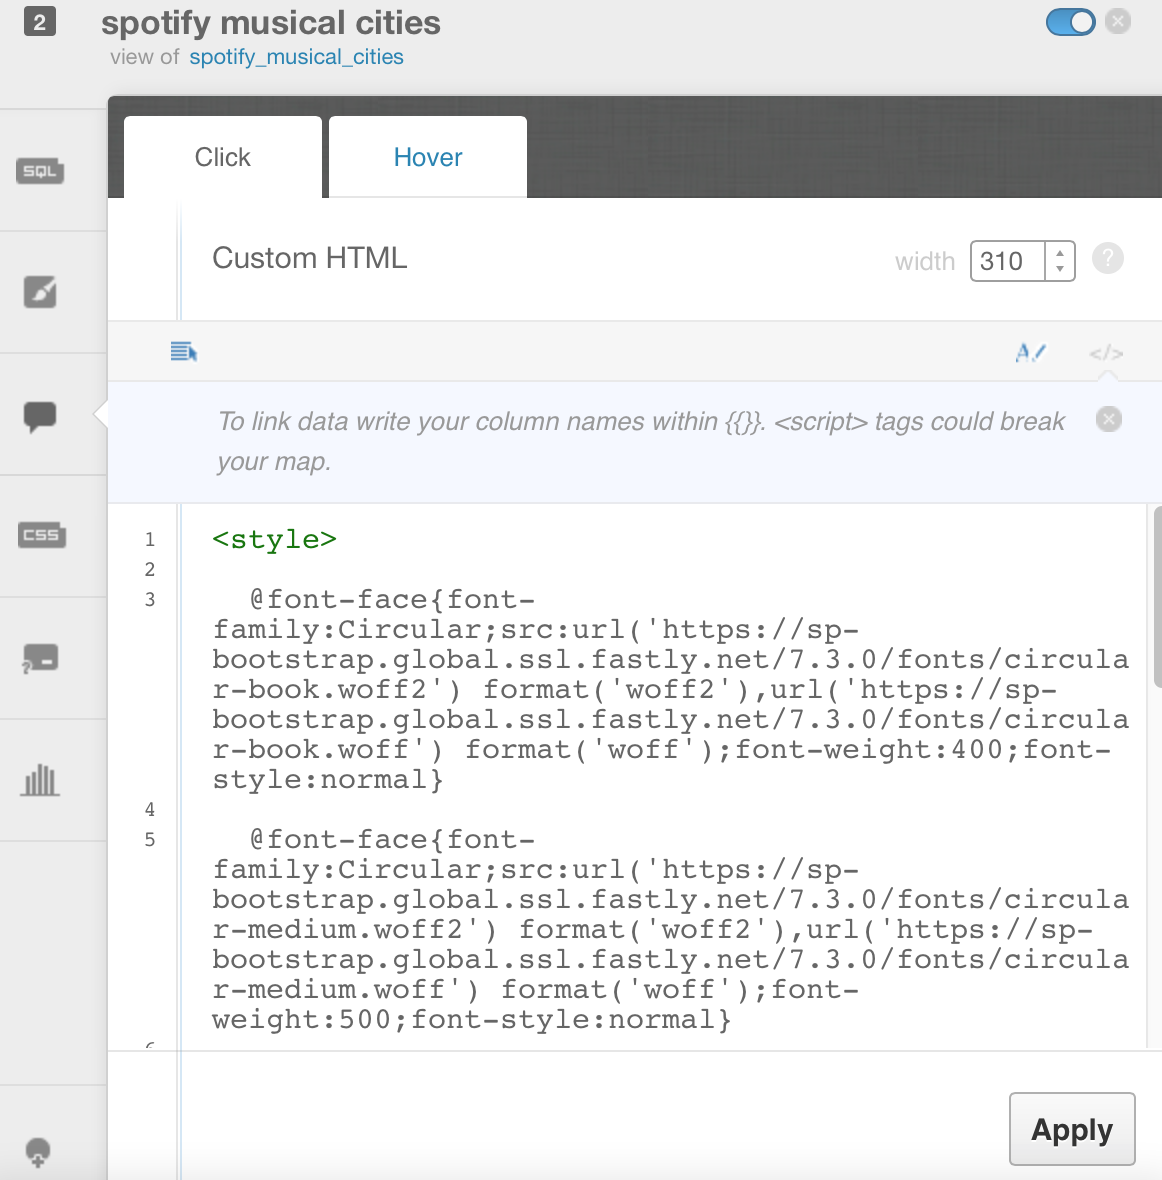 2 spotify musical cities
view of spotify_musical_cities
Click Hover
SQL
Custom HTML width 310 ?
A </>
To link data write your column names within {{}}. <script> tags could break
your map.
CSS
1 <style>
2
3 @font-face{font-
family:Circular;src:url('https://sp-
bootstrap.global.ssl.fastly.net/7.3.0/fonts/circula
r-book.woff2') format('woff2'),url('https://sp-
bootstrap.global.ssl.fastly.net/7.3.0/fonts/circula
r-book.woff') format('woff');font-weight:400;font-
style:normal}
4
5 @font-face{font-
family:Circular;src:url('https://sp-
bootstrap.global.ssl.fastly.net/7.3.0/fonts/circula
r-medium.woff2') format('woff2'),url('https://sp-
bootstrap.global.ssl.fastly.net/7.3.0/fonts/circula
r-medium.woff') format('woff');font-
weight:500;font-style:normal}
Apply